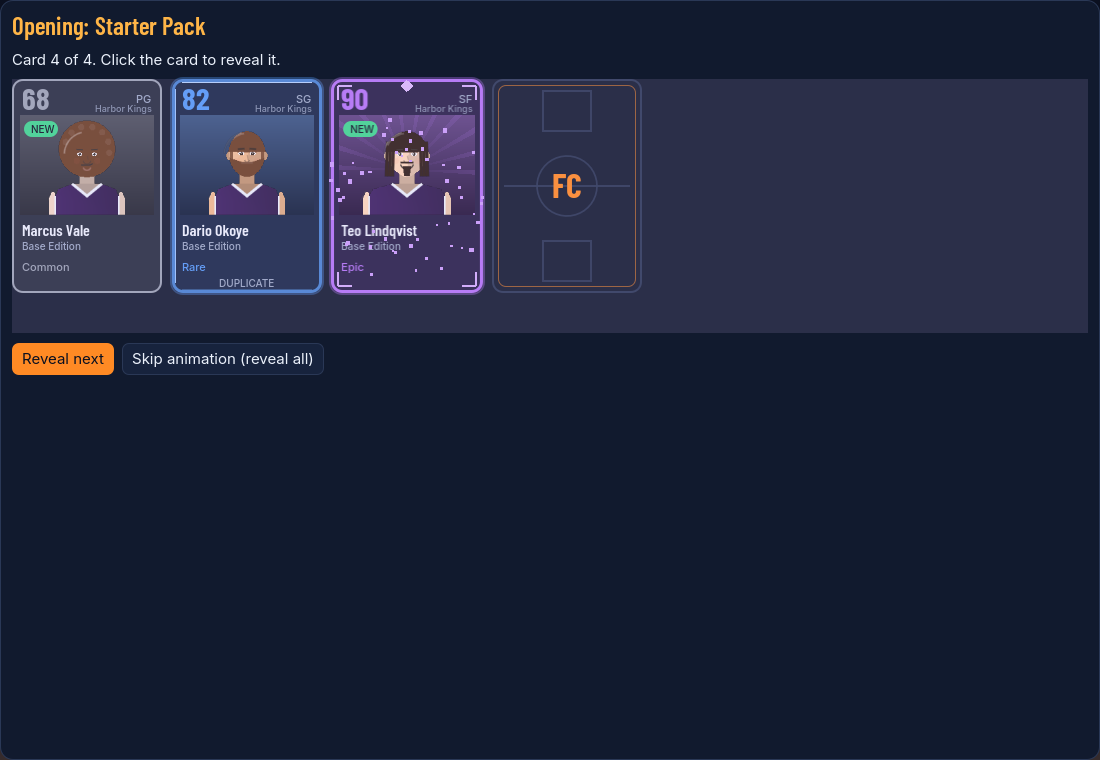 Opening: Starter Pack
Card 4 of 4. Click the card to reveal it.
68
PG
Harbor Kings
NEW
Marcus Vale
Base Edition
Common
82
SG
Harbor Kings
Dario Okoye
Base Edition
Rare
DUPLICATE
90
SF
Harbor Kings
NEW
Teo Lindqvist
Base Edition
Epic
FC
Reveal next
Skip animation (reveal all)